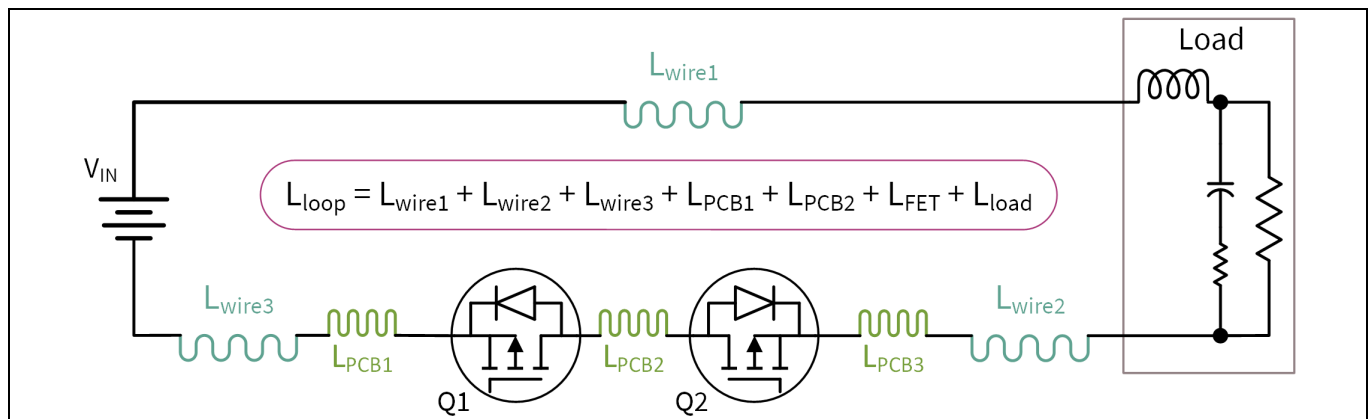 Load
Lwire1
VIN
Lloop = Lwire1 + Lwire2 + Lwire3 + LPCB1 + LPCB2 + LFET + Lload
Lwire3
Lwire2
LPCB1
LPCB2
LPCB3
Q1
Q2